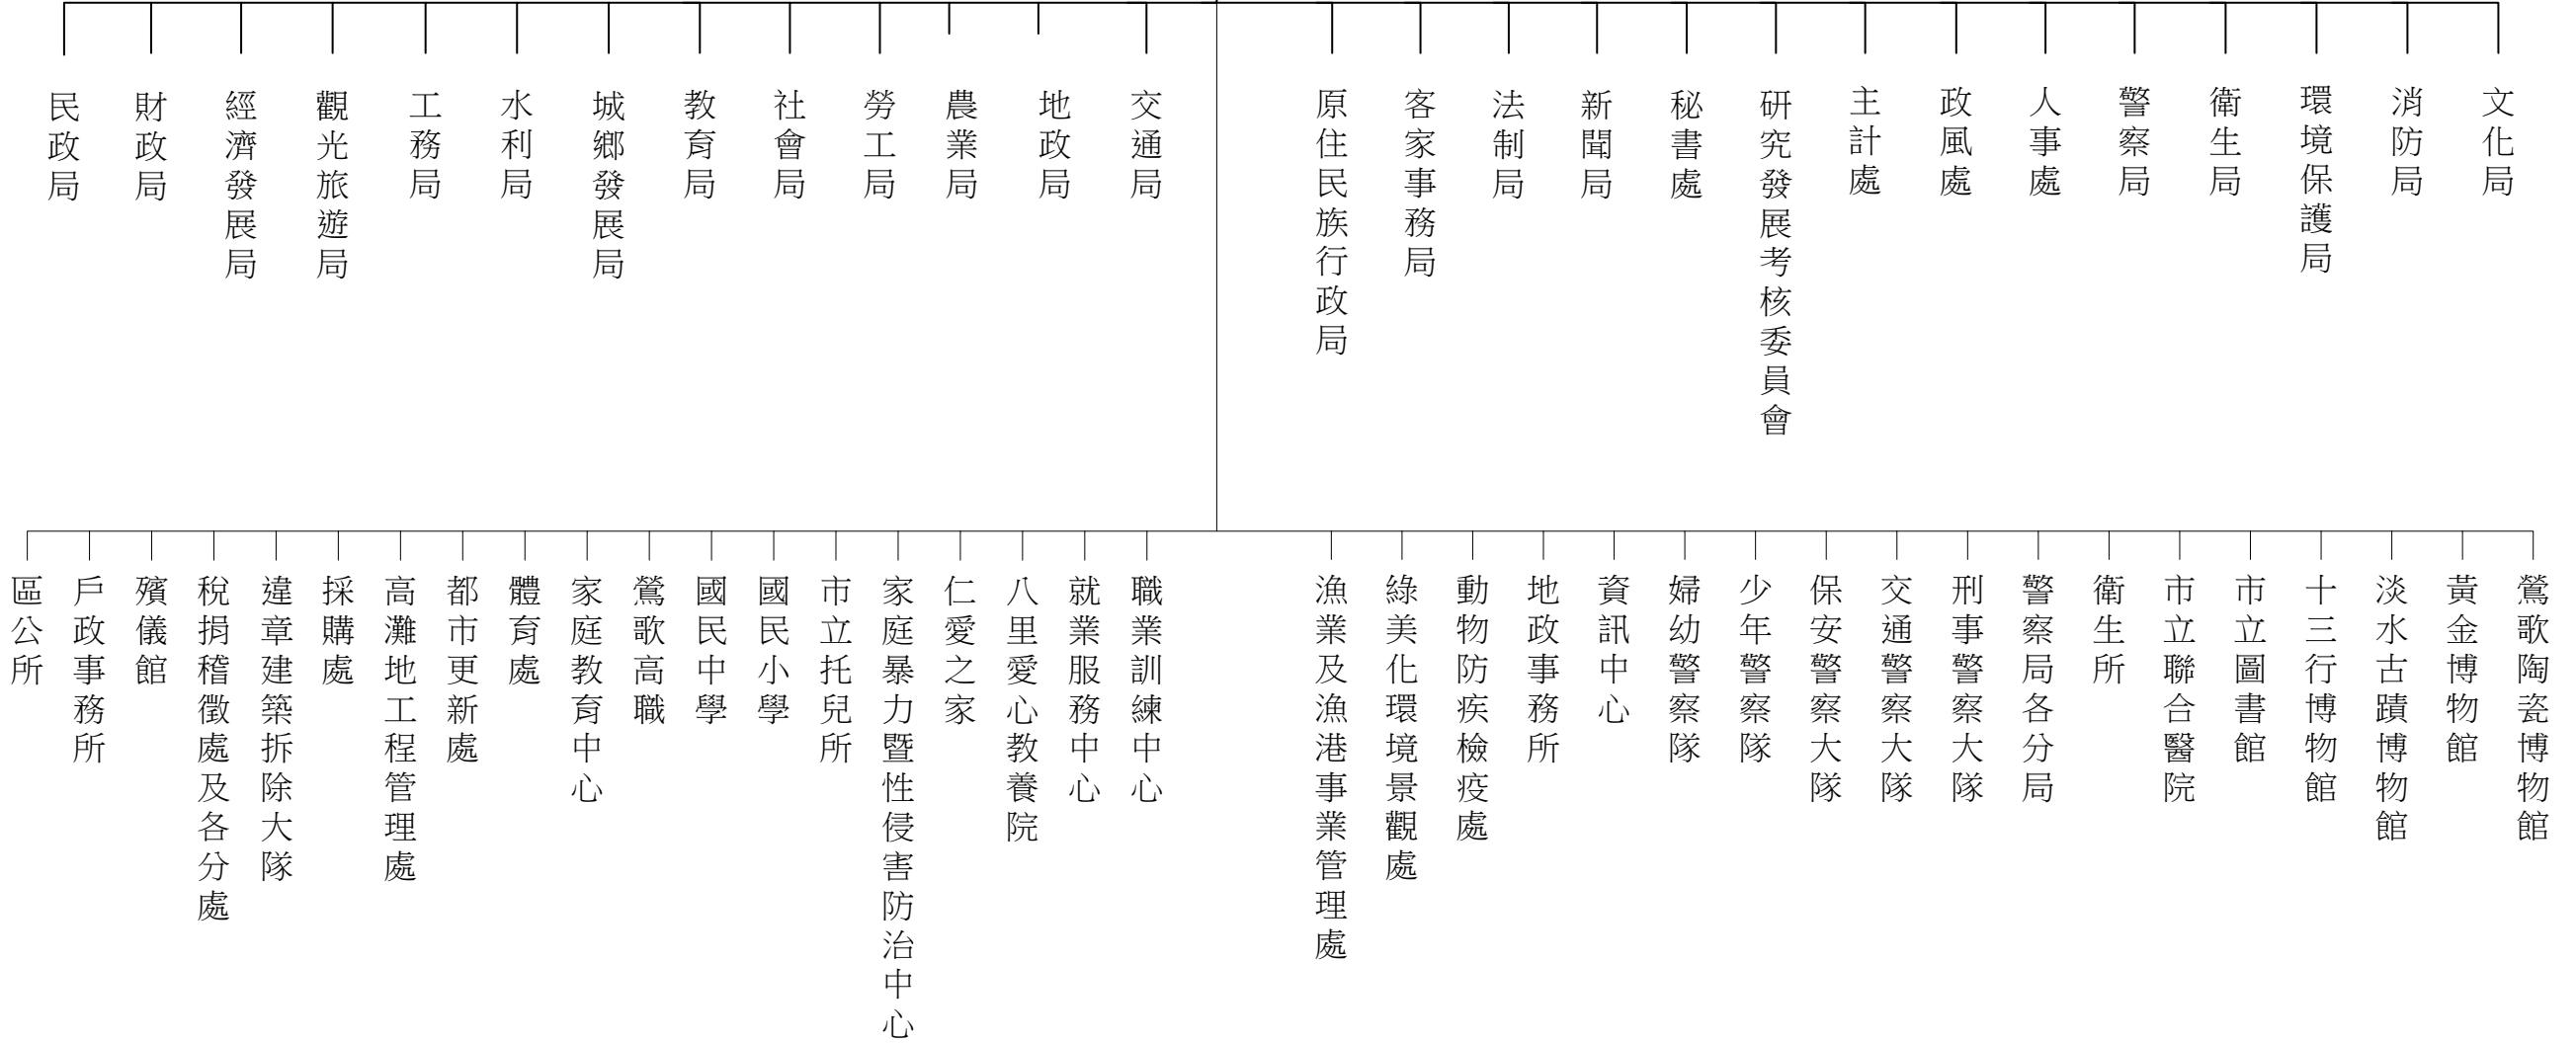 民政局
財政局
經濟發展局
觀光旅遊局
工務局
水利局
城鄉發展局
教育局
社會局
勞工局
農業局
地政局
交通局
原住民族行政局
客家事務局
法制局
新聞局
秘書處
研究發展考核委員會
主計處
政風處
人事處
警察局
衛生局
環境保護局
消防局
文化局
區公所
戶政事務所
殯儀館
稅捐稽徵處及各分處
違章建築拆除大隊
採購處
高灘地工程管理處
都市更新處
體育處
家庭教育中心
鶯歌高職
國民中學
國民小學
市立托兒所
家庭暴力暨性侵害防治中心
仁愛之家
八里愛心教養院
就業服務中心
職業訓練中心
漁業及漁港事業管理處
綠美化環境景觀處
動物防疾檢疫處
地政事務所
資訊中心
婦幼警察隊
少年警察隊
保安警察大隊
交通警察大隊
刑事警察大隊
警察局各分局
衛生所
市立聯合醫院
市立圖書館
十三行博物館
淡水古蹟博物館
黃金博物館
鶯歌陶瓷博物館